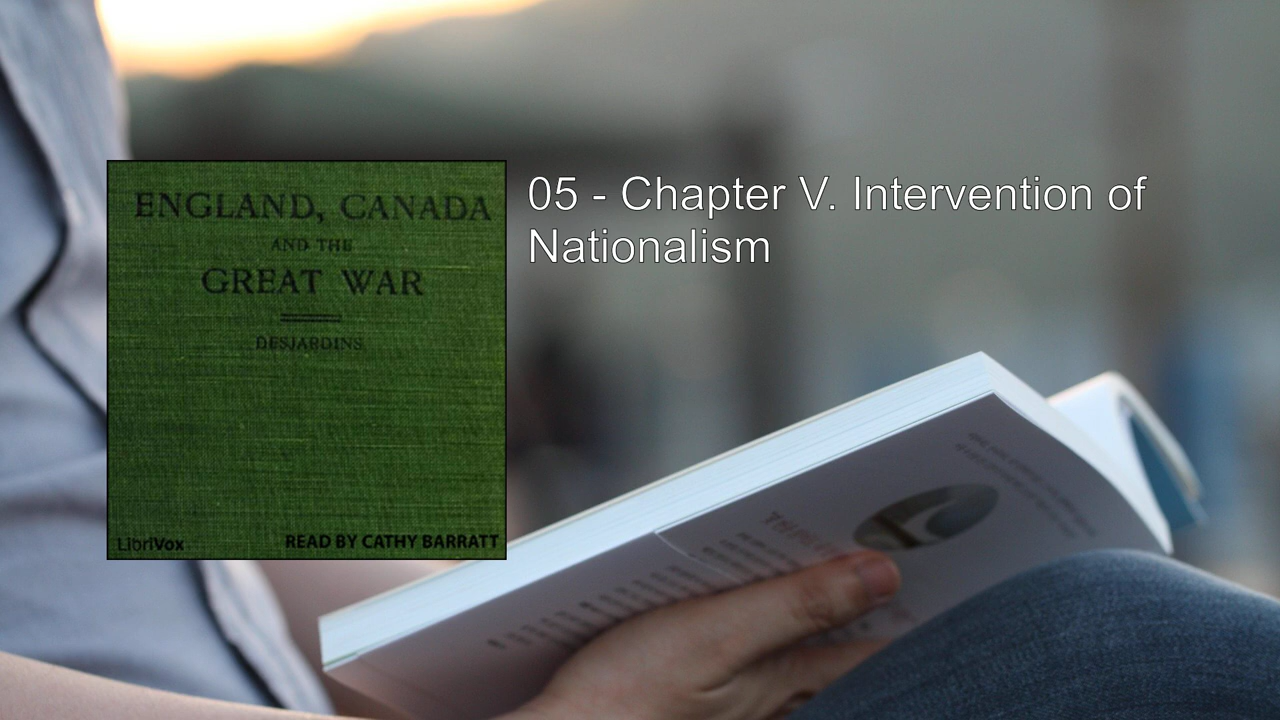 ENGLAND, CANADA
AND THE
GREAT WAR
DESJARDINS
LibriVox
READ BY CATHY BARRATT
05 - Chapter V. Intervention of
Nationalism